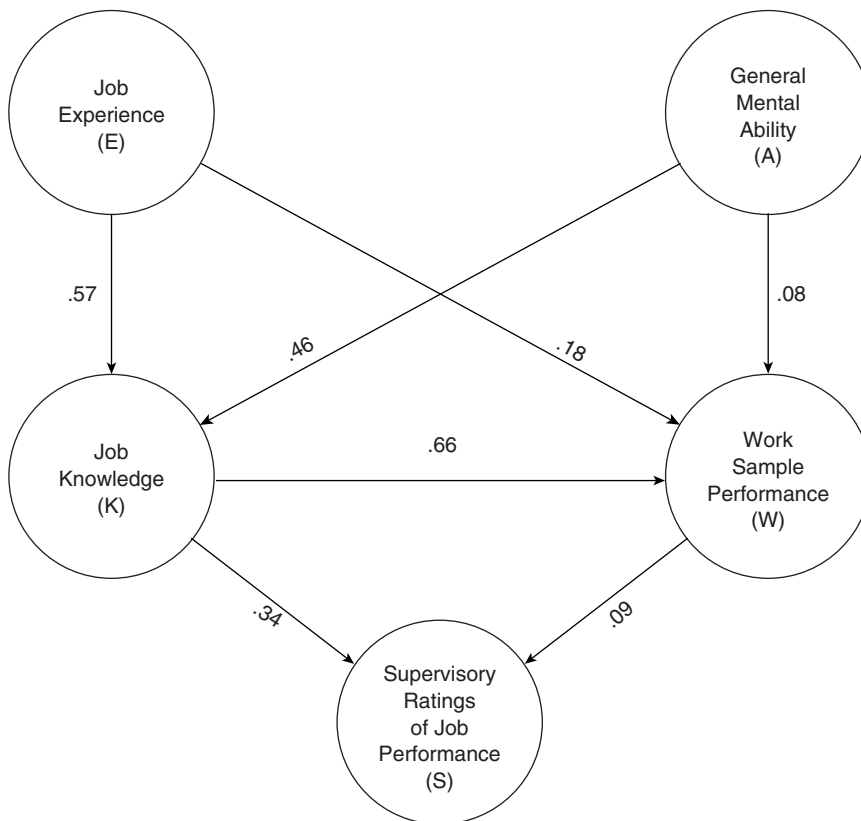 Job
Experience
(E)
General
Mental
Ability
(A)
.57
.46
.18
.08
Job
Knowledge
(K)
.66
Work
Sample
Performance
(W)
.34
.09
Supervisory
Ratings
of Job
Performance
(S)